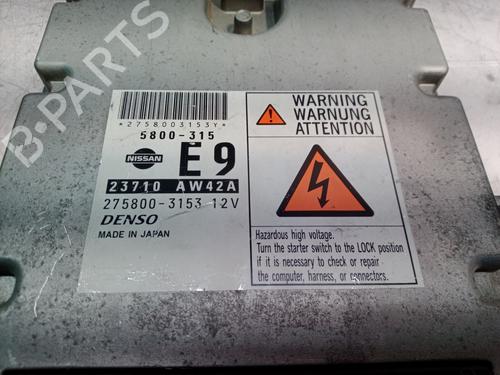 B-PARTS
*2758003153Y*
5800-315
NISSAN
E9
23710 AW42A
275800-3153 12V
DENSO
MADE IN JAPAN
WARNING
WARNUNG
ATTENTION
Hazardous high voltage.
Turn the starter switch to the LOCK position
if it is necessary to check or repair
the computer, harness, or connectors.